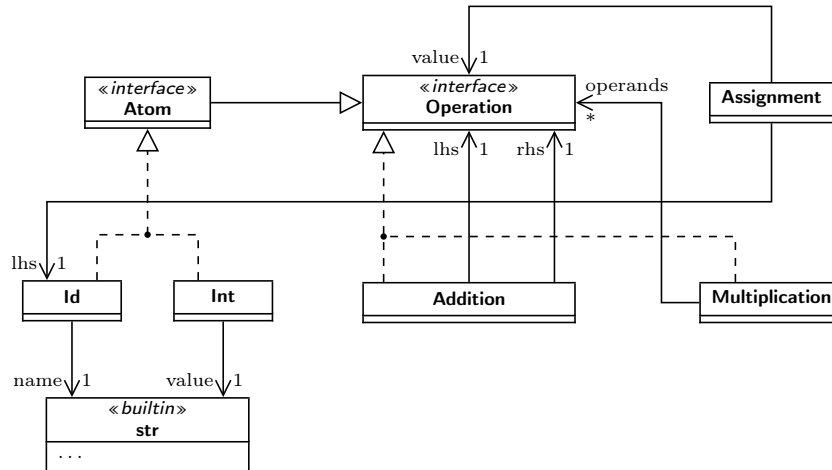 value 1
«interface»
Atom
«interface»
Operation
operands
*
Assignment
lhs 1
rhs 1
lhs 1
Id
Int
Addition
Multiplication
name 1
value 1
«builtin»
str
...